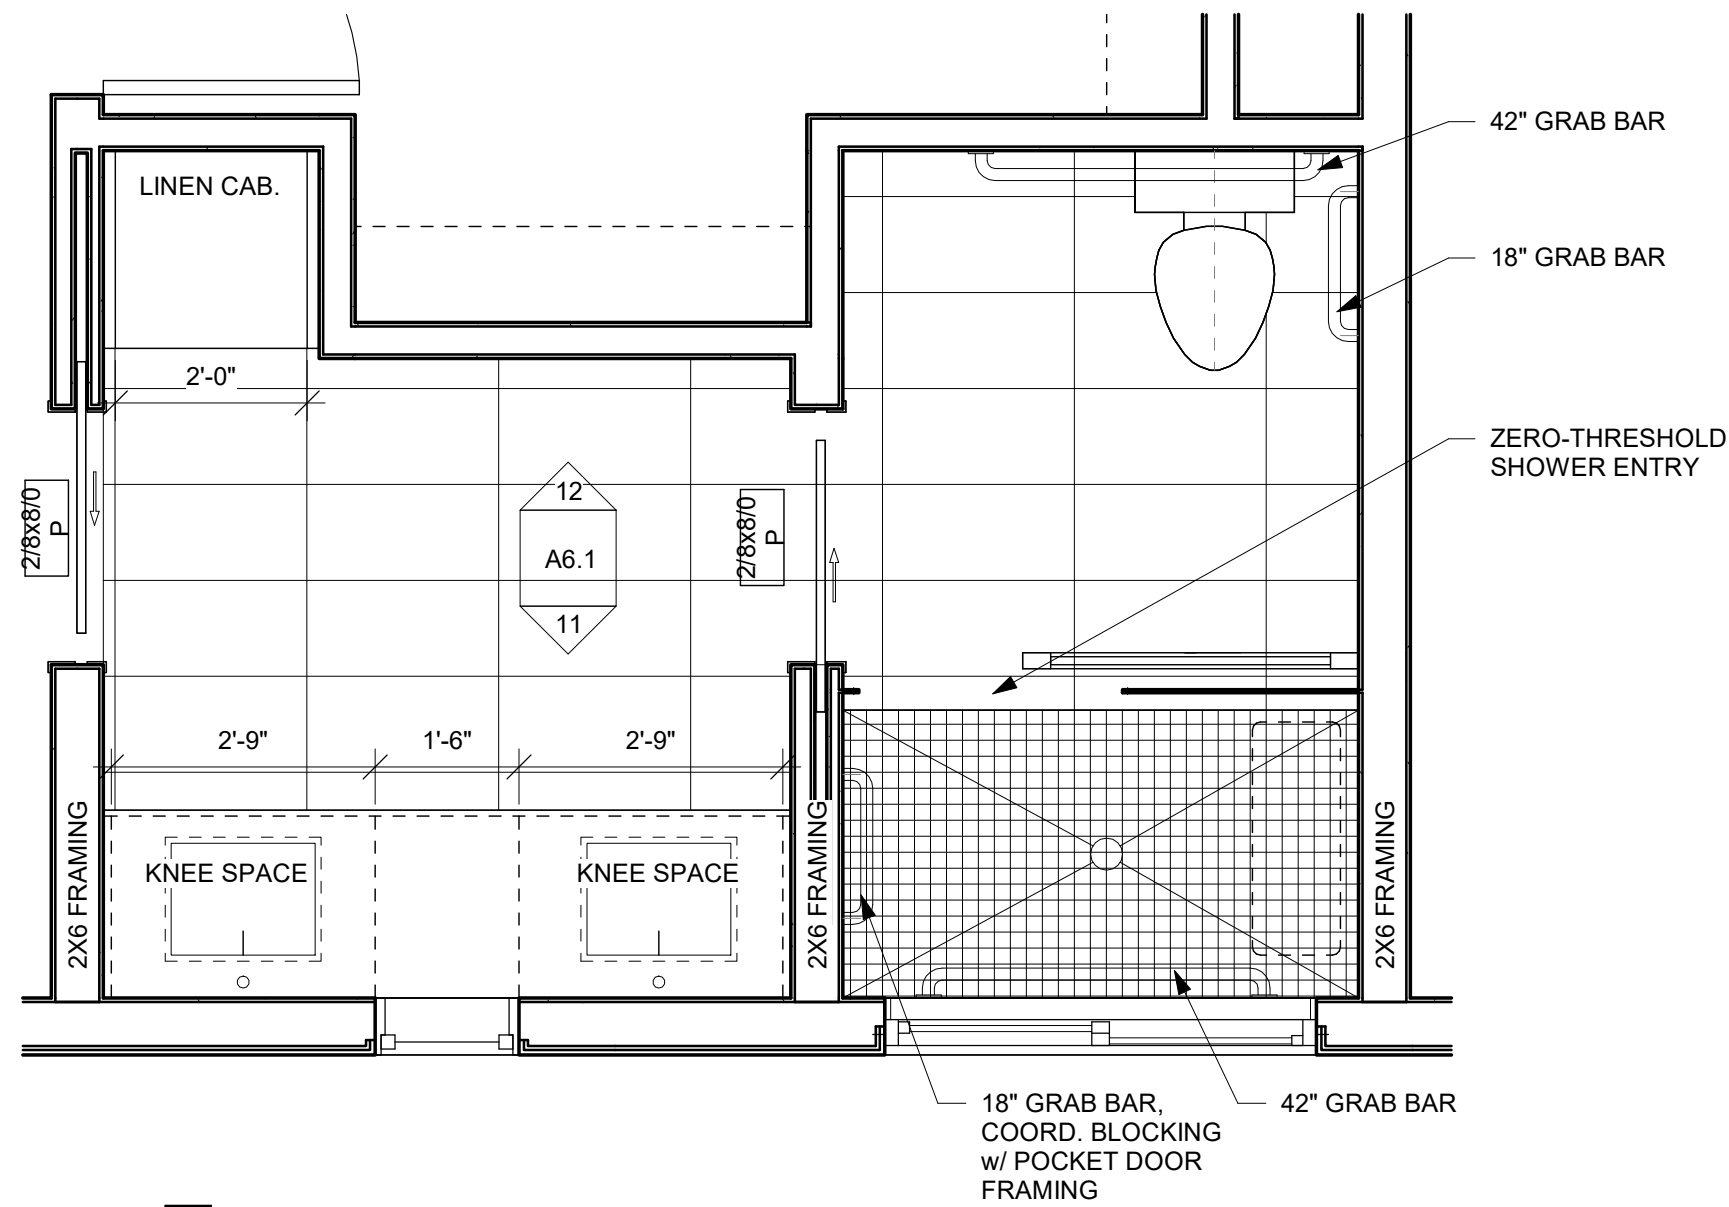 42" GRAB BAR
LINEN CAB.
18" GRAB BAR
2'-0"
ZERO-THRESHOLD
SHOWER ENTRY
2/8x8/0
P
12
A6.1
11
2/8x8/0
P
2'-9"
1'-6"
2'-9"
2X6 FRAMING
KNEE SPACE
KNEE SPACE
2X6 FRAMING
2X6 FRAMING
18" GRAB BAR,
COORD. BLOCKING
w/ POCKET DOOR
FRAMING
42" GRAB BAR